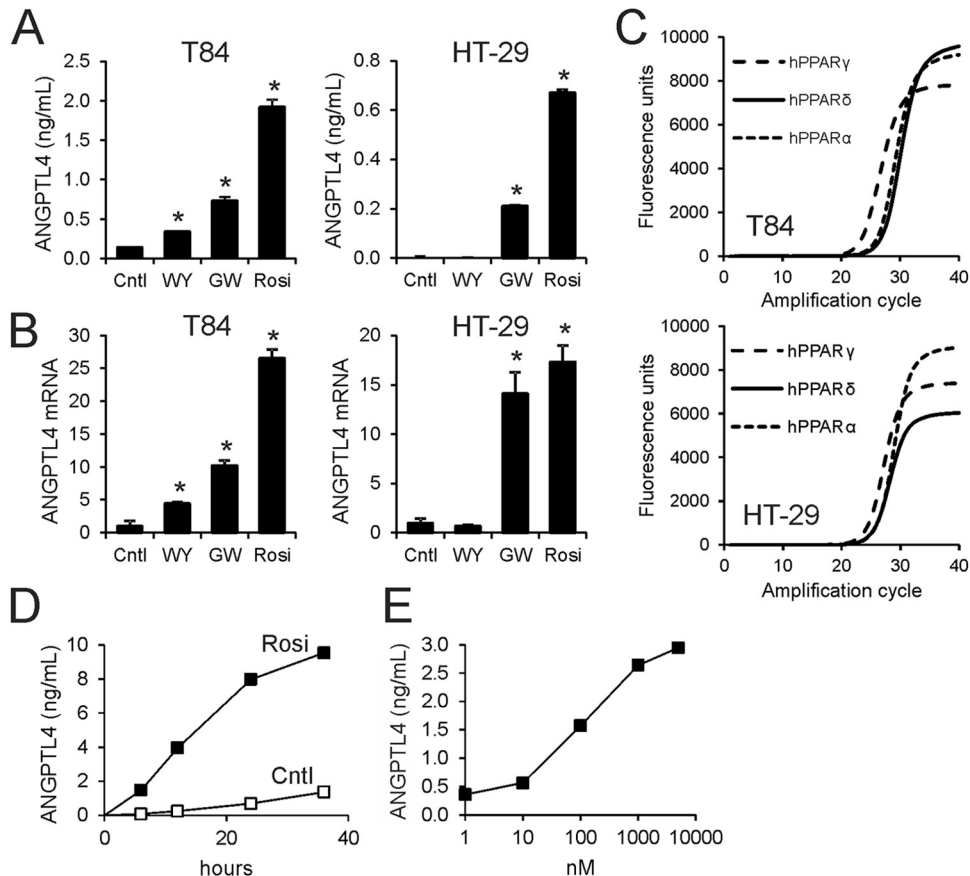 A
T84
ANGPTL4 (ng/mL)
2.5
2.0
1.5
1.0
0.5
0.0
*
*
*
Cntl WY GW Rosi
HT-29
ANGPTL4 (ng/mL)
0.8
0.6
0.4
0.2
0.0
*
*
Cntl WY GW Rosi
B
T84
ANGPTL4 mRNA
30
25
20
15
10
5
0
*
*
*
Cntl WY GW Rosi
HT-29
ANGPTL4 mRNA
20
15
10
5
0
*
*
Cntl WY GW Rosi
C
Fluorescence units
10000
8000
6000
4000
2000
0
hPPARγ
hPPARδ
hPPARα
T84
0 10 20 30 40
Amplification cycle
Fluorescence units
10000
8000
6000
4000
2000
0
hPPARγ
hPPARδ
hPPARα
HT-29
0 10 20 30 40
Amplification cycle
D
ANGPTL4 (ng/mL)
10
8
6
4
2
0
Rosi
Cntl
0 20 40
hours
E
ANGPTL4 (ng/mL)
3.0
2.5
2.0
1.5
1.0
0.5
0.0
1 10 100 1000 10000
nM